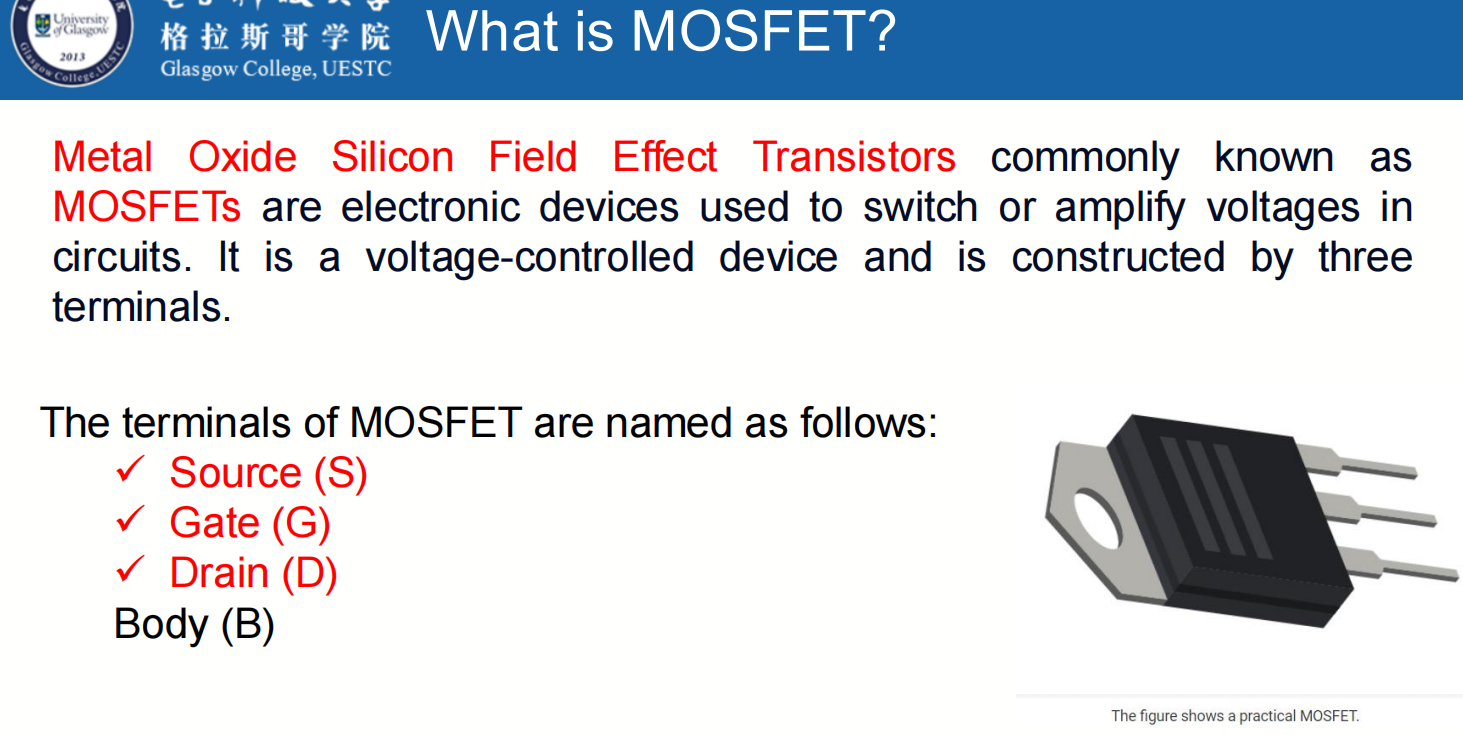 University
of Glasgow
2013
Glasgow College, UESTC
格拉斯哥学院
Glasgow College, UESTC
What is MOSFET?
Metal Oxide Silicon Field Effect Transistors commonly known as
MOSFETs are electronic devices used to switch or amplify voltages in
circuits. It is a voltage-controlled device and is constructed by three
terminals.
The terminals of MOSFET are named as follows:
✓ Source (S)
✓ Gate (G)
✓ Drain (D)
Body (B)
The figure shows a practical MOSFET.